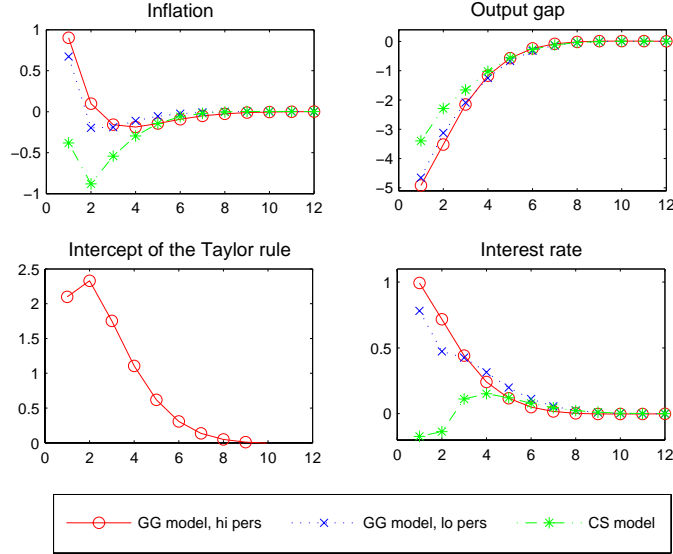 Inflation
1
0.5
0
−0.5
−1
0 2 4 6 8 10 12
Output gap
0
−1
−2
−3
−4
−5
0 2 4 6 8 10 12
Intercept of the Taylor rule
2.5
2
1.5
1
0.5
0
0 2 4 6 8 10 12
Interest rate
1
0.5
0
0 2 4 6 8 10 12
GG model, hi pers GG model, lo pers CS model